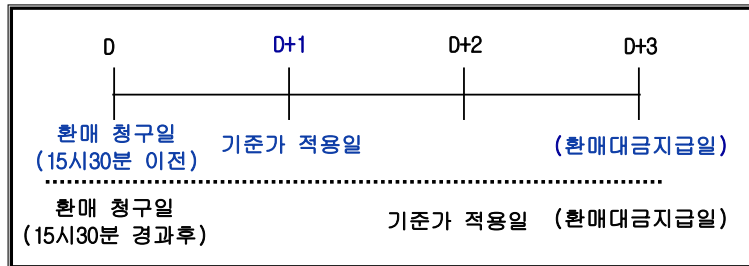 D D+1 D+2 D+3
환매 청구일 기준가 적용일 (환매대금지급일)
(15시30분 이전)
환매 청구일 기준가 적용일 (환매대금지급일)
(15시30분 경과후)